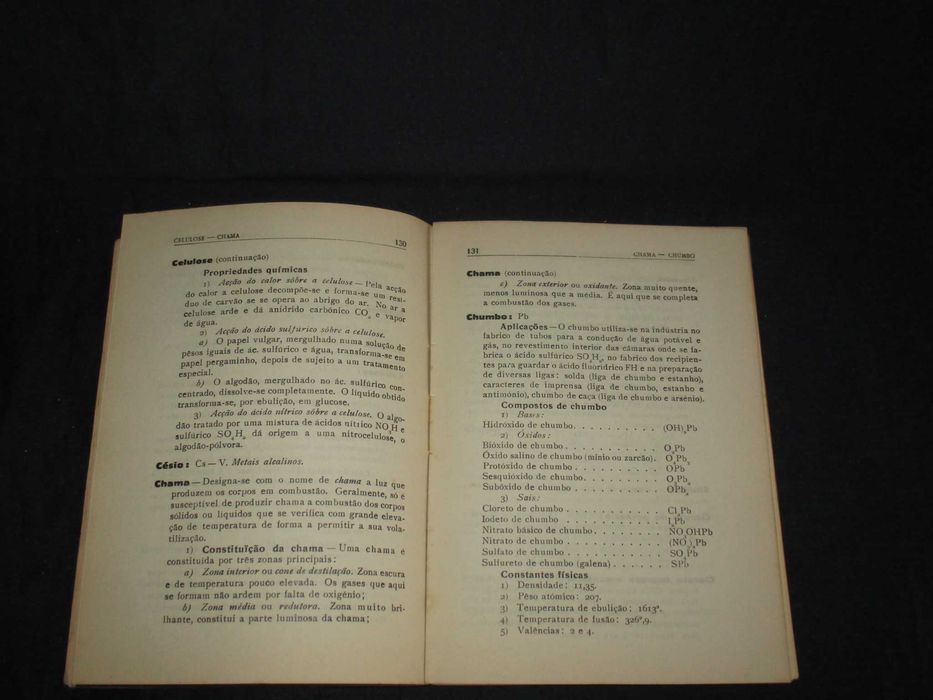 CELULOSE — CHAMA 130
Celulose (continuação)
Propriedades químicas
1) Acção do calor sôbre a celulose — Pela acção
do calor a celulose decompõe-se e forma-se um resí-
duo de carvão se se opera ao abrigo do ar. No ar a
celulose arde e dá anidrido carbónico CO₂ e vapor
de água.
2) Acção do ácido sulfúrico sôbre a celulose.
a) O papel vulgar, mergulhado numa solução de
pêsos iguais de ác. sulfúrico e água, transforma-se em
papel pergaminho, depois de sujeito a um tratamento
especial.
b) O algodão, mergulhado no ác. sulfúrico con-
centrado, dissolve-se completamente. O líquido obtido
transforma-se, por ebulição, em glucose.
3) Acção do ácido nítrico sôbre a celulose. O algo-
dão tratado por uma mistura de ácidos nítrico NO₃H e
sulfúrico SO₄H₂ dá origem a uma nitrocelulose, o
algodão-pólvora.
Césio: Cs — V. Metais alcalinos.
Chama — Designa-se com o nome de chama a luz que
produzem os corpos em combustão. Geralmente, só é
susceptível de produzir chama a combustão dos corpos
sólidos ou líquidos que se verifica com grande eleva-
ção de temperatura de forma a permitir a sua vola-
tilização.
1) Constituïção da chama — Uma chama é
constituída por três zonas principais:
a) Zona interior ou cone de destilação. Zona escura
e de temperatura pouco elevada. Os gases que aqui
se formam não ardem por falta de oxigénio;
b) Zona média ou redutora. Zona muito bri-
lhante, constitui a parte luminosa da chama;
131 CHAMA — CHUMBO
Chama (continuação)
c) Zona exterior ou oxidante. Zona muito quente,
menos luminosa que a média. É aqui que se completa
a combustão dos gases.
Chumbo: Pb
Aplicações — O chumbo utiliza-se na indústria no
fabrico de tubos para a condução de água potável e
gás, no revestimento interior das câmaras onde se fa-
brica o ácido sulfúrico SO₄H₂, no fabrico dos recipien-
tes para guardar o ácido fluorídrico FH e na preparação
de diversas ligas: solda (liga de chumbo e estanho),
caracteres de imprensa (liga de chumbo, estanho e
antimónio), chumbo de caça (liga de chumbo e arsénio).
Compostos de chumbo
1) Bases:
Hidróxido de chumbo . . . . . . . . . . (OH)₂Pb
2) Óxidos:
Bióxido de chumbo . . . . . . . . . . O₂Pb
Óxido salino de chumbo (mínio ou zarcão). O₄Pb₃
Protóxido de chumbo . . . . . . . . . OPb
Sesquióxido de chumbo . . . . . . . . O₃Pb₂
Subóxido de chumbo . . . . . . . . . OPb₂
3) Sais:
Cloreto de chumbo . . . . . . . . . . Cl₂Pb
Iodeto de chumbo . . . . . . . . . . I₂Pb
Nitrato básico de chumbo . . . . . . . NO₃OHPb
Nitrato de chumbo . . . . . . . . . . (NO₃)₂Pb
Sulfato de chumbo . . . . . . . . . . SO₄Pb
Sulfureto de chumbo (galena) . . . . . . SPb
Constantes físicas
1) Densidade: 11,35.
2) Pêso atómico: 207.
3) Temperatura de ebulição: 1613°.
4) Temperatura de fusão: 326°,9.
5) Valências: 2 e 4.